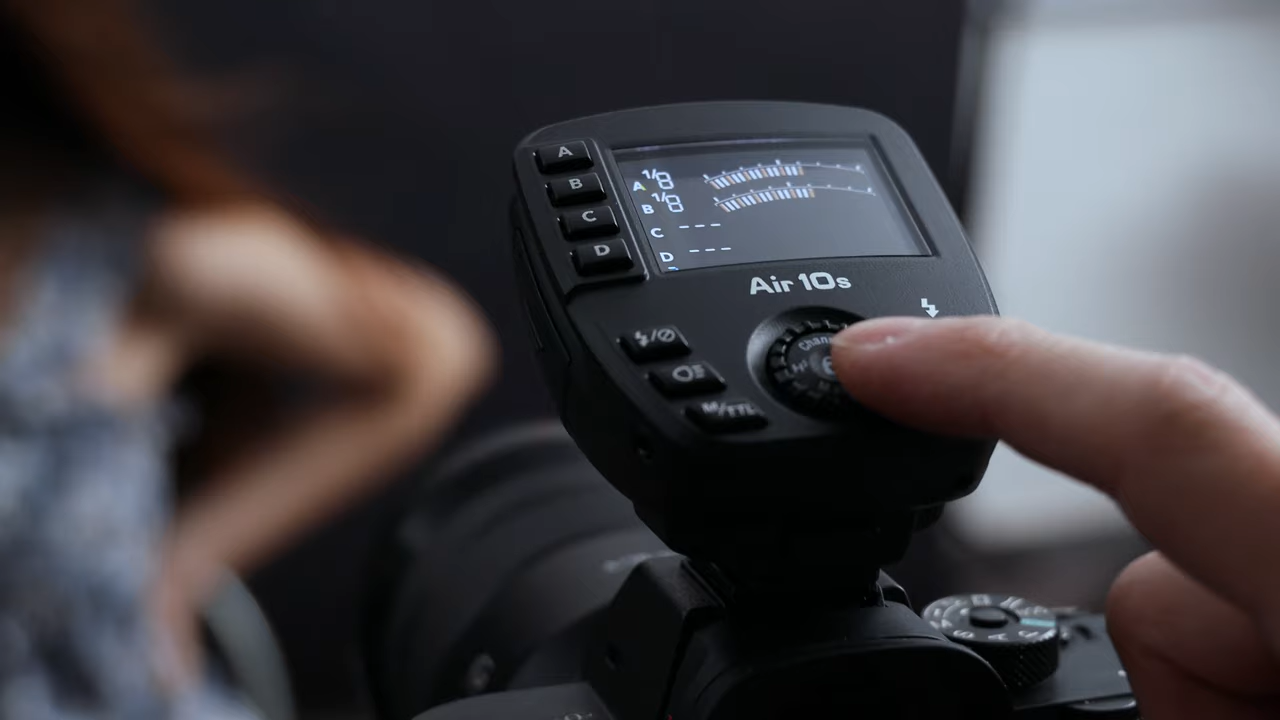 A
B
C
D
A 1/8
B 1/8
C ---
D ---
Air 10s
M/TTL